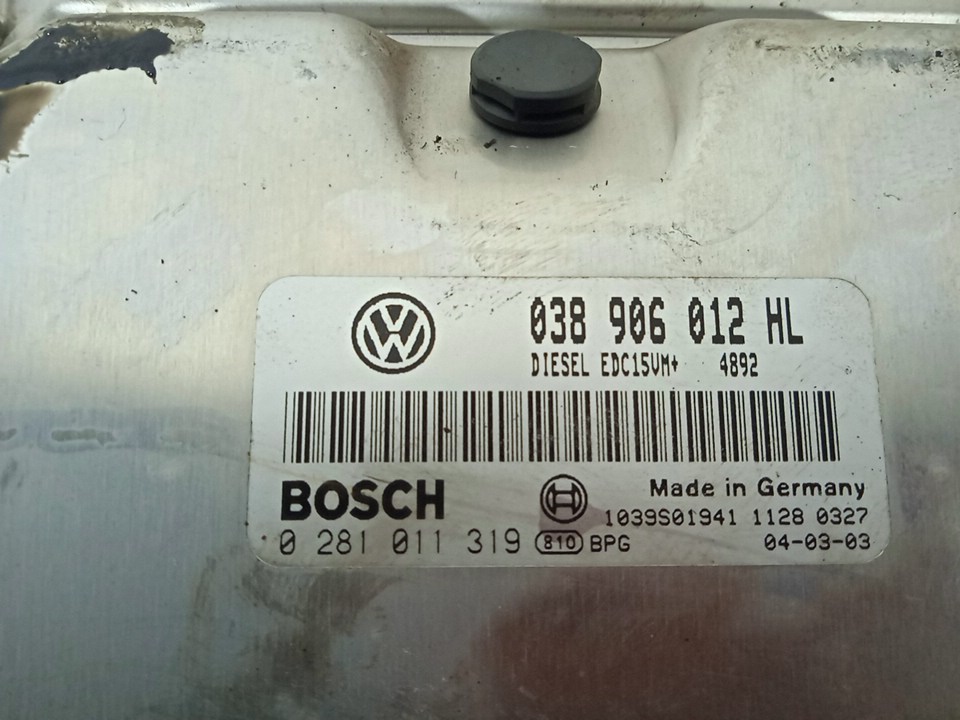 038 906 012 HL
DIESEL EDC15VM+ 4892
BOSCH
Made in Germany
1039S01941 1128 0327
0 281 011 319 810 BPG 04-03-03